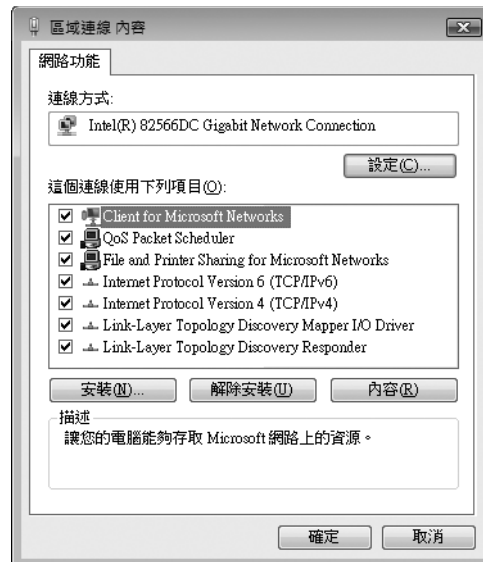 區域連線 內容
網路功能
連線方式:
Intel(R) 82566DC Gigabit Network Connection
設定(C)...
這個連線使用下列項目(O):
Client for Microsoft Networks
QoS Packet Scheduler
File and Printer Sharing for Microsoft Networks
Internet Protocol Version 6 (TCP/IPv6)
Internet Protocol Version 4 (TCP/IPv4)
Link-Layer Topology Discovery Mapper I/O Driver
Link-Layer Topology Discovery Responder
安裝(N)...
解除安裝(U)
內容(R)
描述
讓您的電腦能夠存取 Microsoft 網路上的資源。
確定
取消